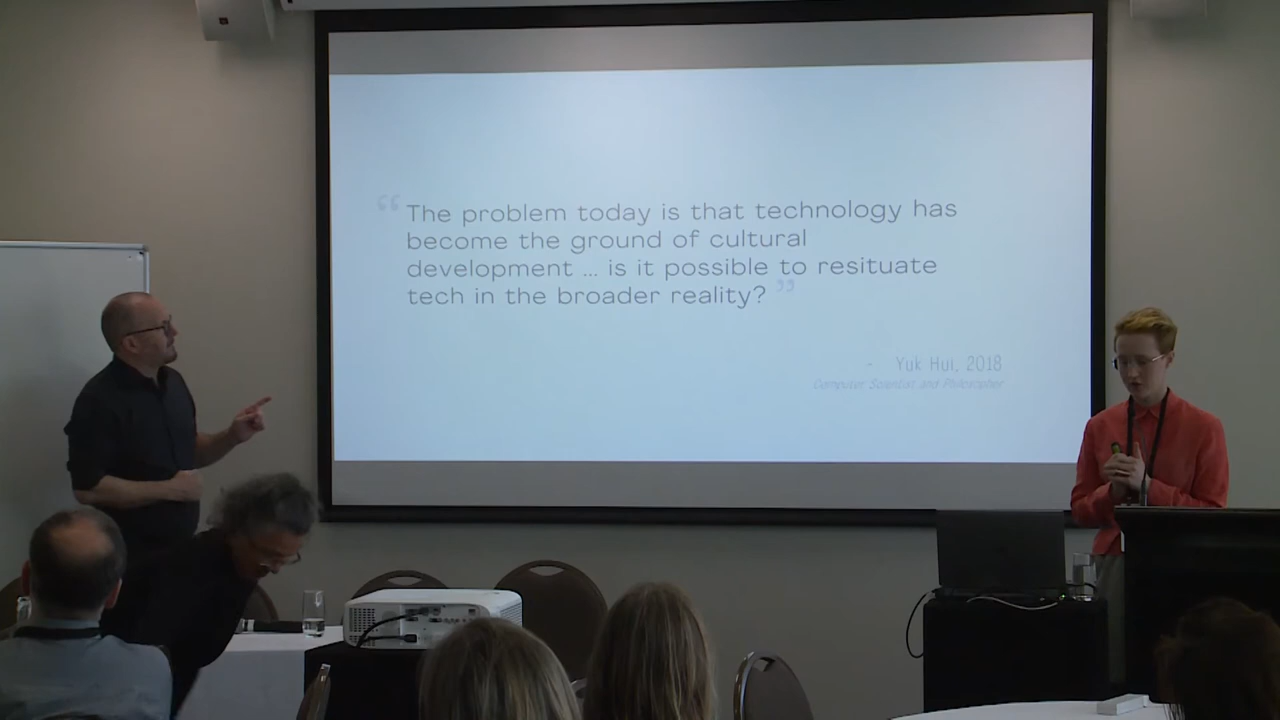 “ The problem today is that technology has
become the ground of cultural
development ... is it possible to resituate
tech in the broader reality? ”
- Yuk Hui, 2018
Computer Scientist and Philosopher